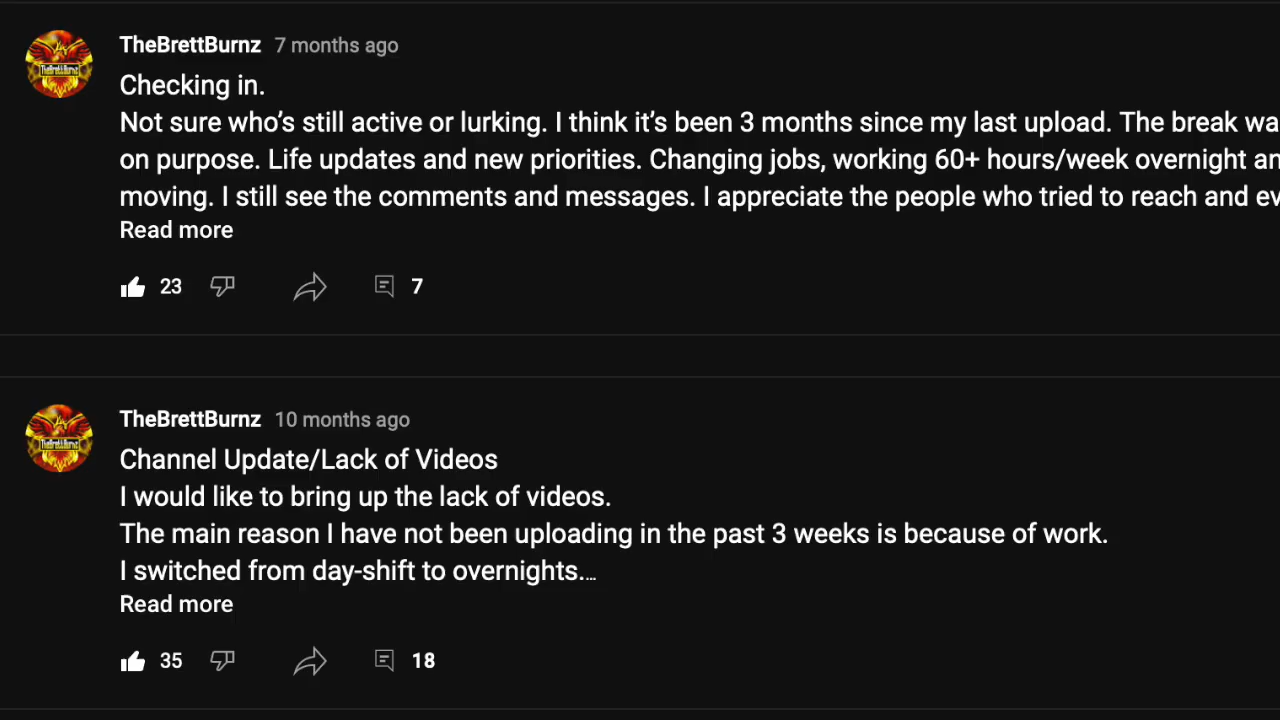 TheBrettBurnz 7 months ago
Checking in.
Not sure who’s still active or lurking. I think it’s been 3 months since my last upload. The break wa
on purpose. Life updates and new priorities. Changing jobs, working 60+ hours/week overnight an
moving. I still see the comments and messages. I appreciate the people who tried to reach and ev
Read more
23 7
TheBrettBurnz 10 months ago
Channel Update/Lack of Videos
I would like to bring up the lack of videos.
The main reason I have not been uploading in the past 3 weeks is because of work.
I switched from day-shift to overnights...
Read more
35 18
TheBrettBurnz
TheBrettBurnz